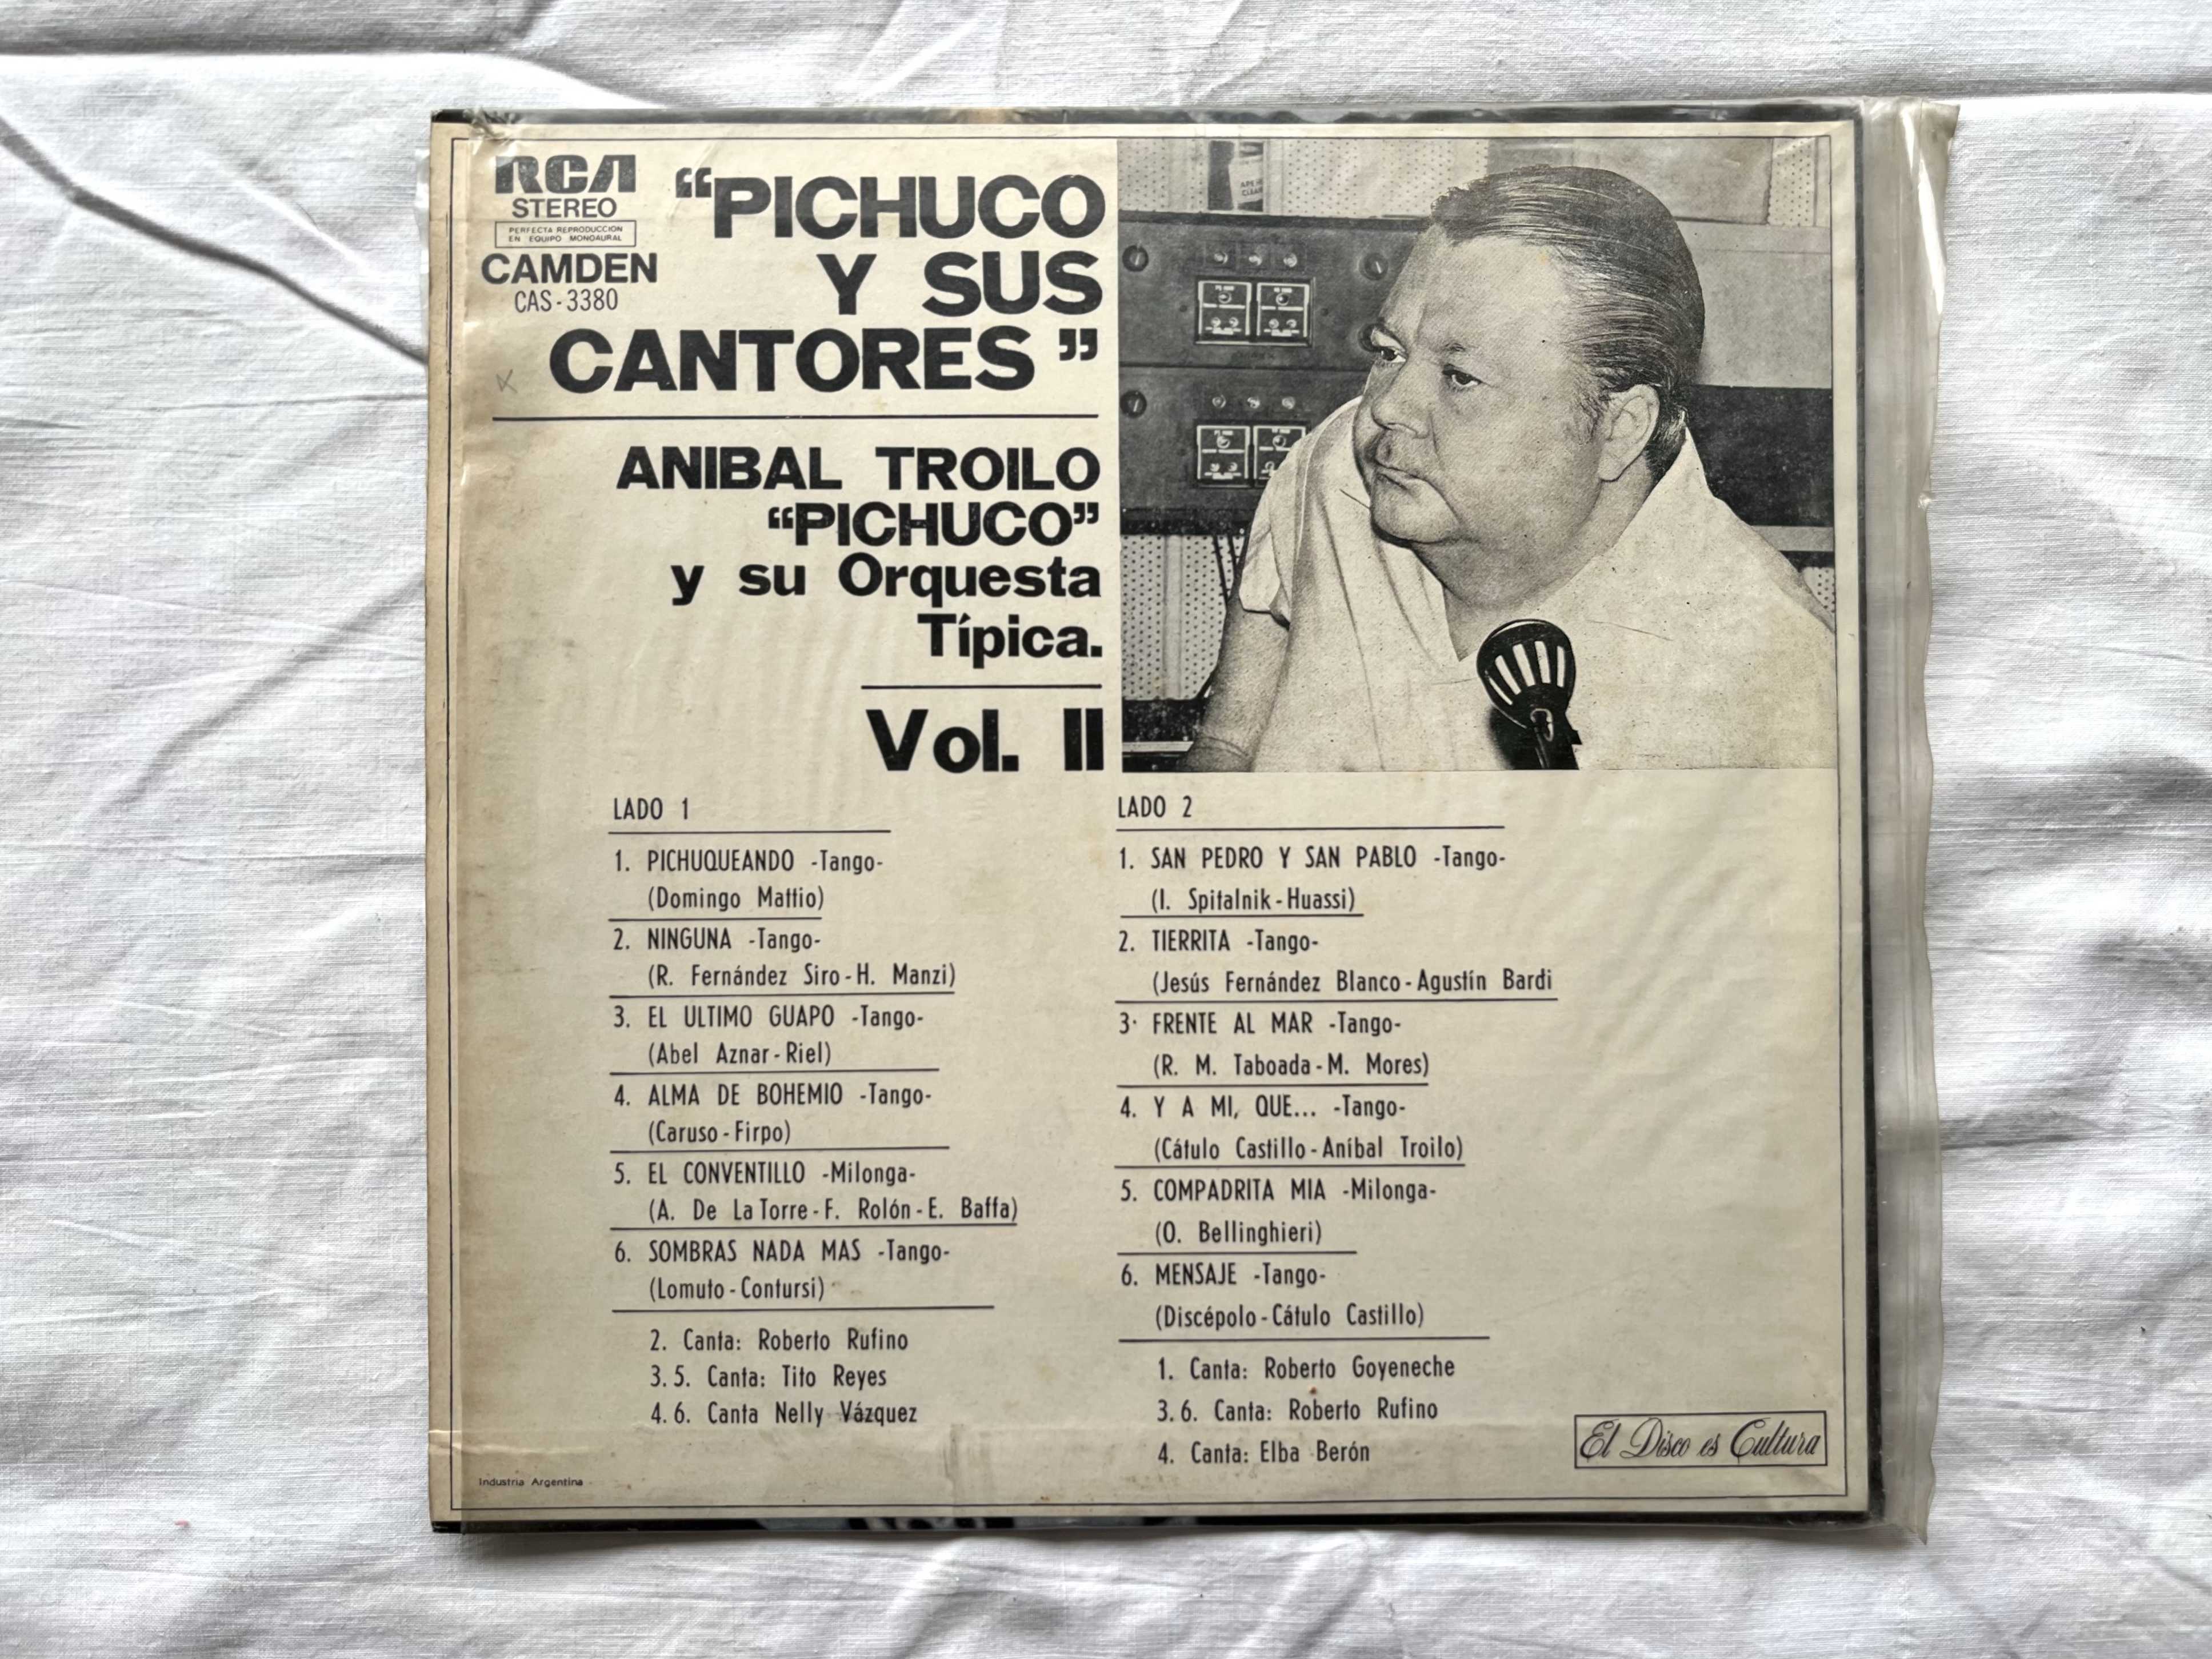 RCA
STEREO
PERFECTA REPRODUCCION
EN EQUIPO MONOAURAL
CAMDEN
CAS-3380
“PICHUCO
Y SUS
CANTORES”
ANIBAL TROILO
“PICHUCO”
y su Orquesta
Típica.
Vol. II
LADO 1
1. PICHUQUEANDO -Tango-
(Domingo Mattio)
2. NINGUNA -Tango-
(R. Fernández Siro-H. Manzi)
3. EL ULTIMO GUAPO -Tango-
(Abel Aznar-Riel)
4. ALMA DE BOHEMIO -Tango-
(Caruso-Firpo)
5. EL CONVENTILLO -Milonga-
(A. De La Torre-F. Rolón-E. Baffa)
6. SOMBRAS NADA MAS -Tango-
(Lomuto-Contursi)
2. Canta: Roberto Rufino
3. 5. Canta: Tito Reyes
4. 6. Canta Nelly Vázquez
LADO 2
1. SAN PEDRO Y SAN PABLO -Tango-
(I. Spitalnik-Huassi)
2. TIERRITA -Tango-
(Jesús Fernández Blanco-Agustín Bardi
3· FRENTE AL MAR -Tango-
(R. M. Taboada-M. Mores)
4. Y A MI, QUE... -Tango-
(Cátulo Castillo-Aníbal Troilo)
5. COMPADRITA MIA -Milonga-
(O. Bellinghieri)
6. MENSAJE -Tango-
(Discépolo-Cátulo Castillo)
1. Canta: Roberto Goyeneche
3. 6. Canta: Roberto Rufino
4. Canta: Elba Berón
El Disco es Cultura
Industria Argentina